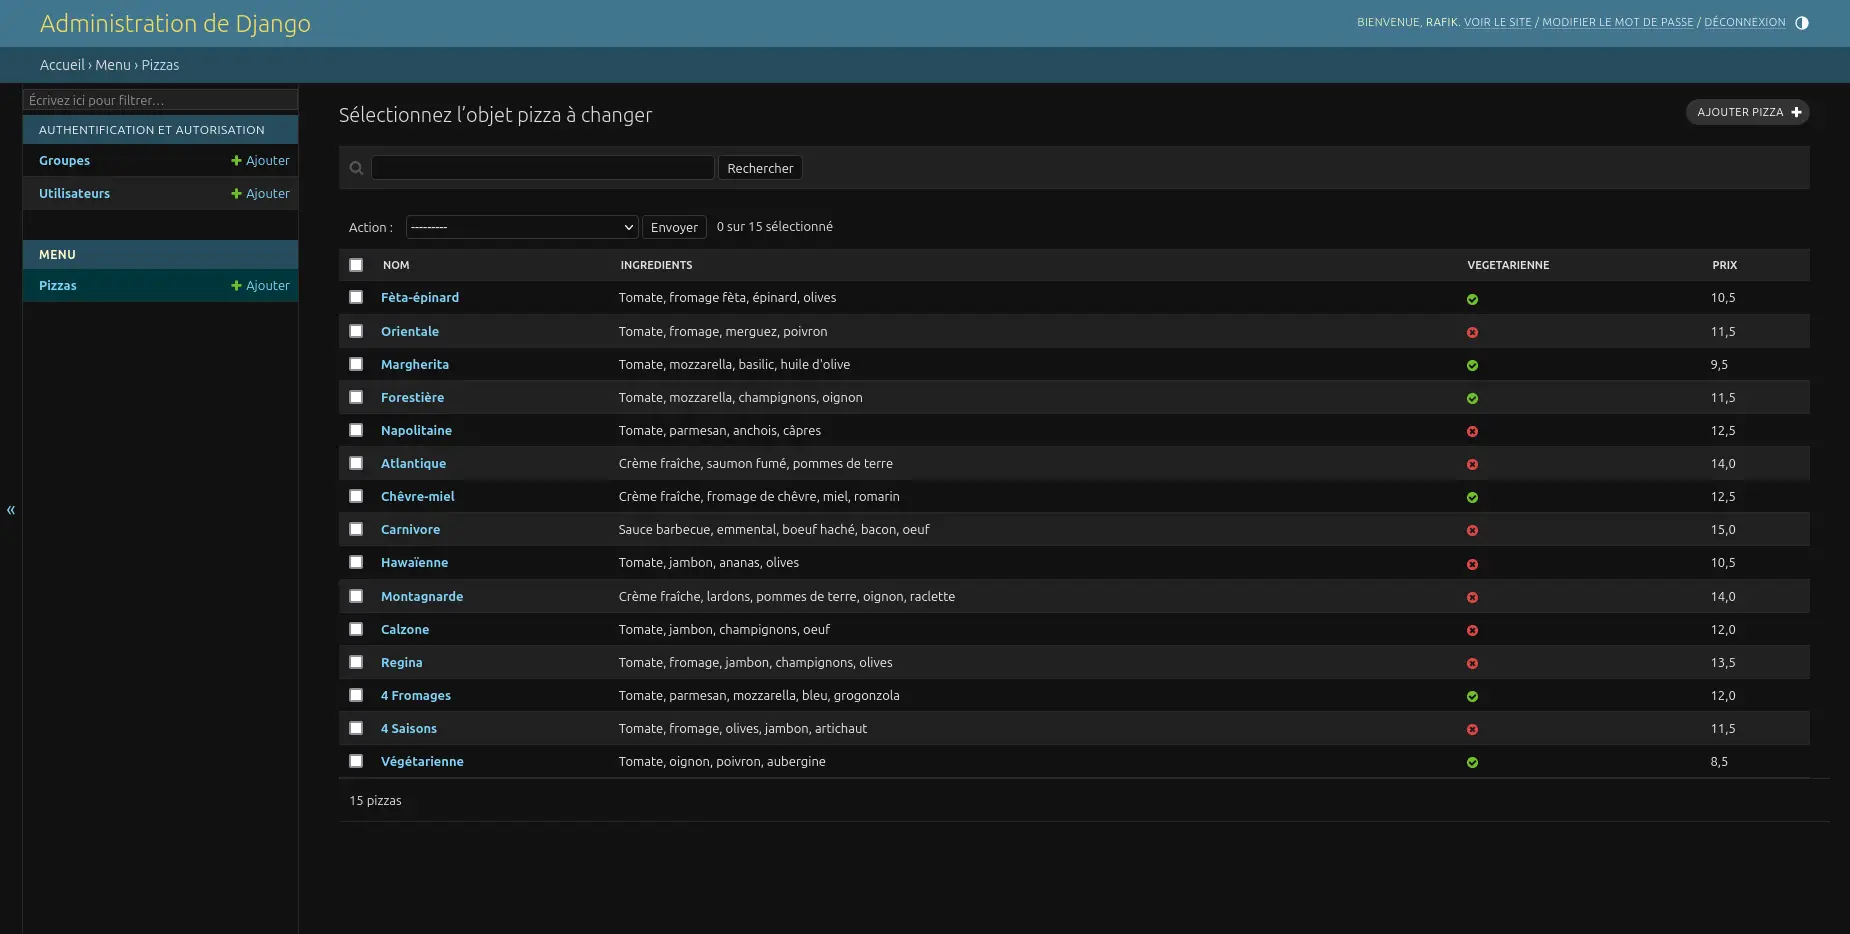 Administration de Django
BIENVENUE, RAFIK. VOIR LE SITE / MODIFIER LE MOT DE PASSE / DÉCONNEXION
Accueil › Menu › Pizzas
Écrivez ici pour filtrer…
AUTHENTIFICATION ET AUTORISATION
Groupes Ajouter
Utilisateurs Ajouter
MENU
Pizzas Ajouter
«
Sélectionnez l’objet pizza à changer
AJOUTER PIZZA
Rechercher
Action : --------- Envoyer 0 sur 15 sélectionné
NOM INGREDIENTS VEGETARIENNE PRIX
Fèta-épinard Tomate, fromage fèta, épinard, olives 10,5
Orientale Tomate, fromage, merguez, poivron 11,5
Margherita Tomate, mozzarella, basilic, huile d'olive 9,5
Forestière Tomate, mozzarella, champignons, oignon 11,5
Napolitaine Tomate, parmesan, anchois, câpres 12,5
Atlantique Crème fraîche, saumon fumé, pommes de terre 14,0
Chêvre-miel Crème fraîche, fromage de chêvre, miel, romarin 12,5
Carnivore Sauce barbecue, emmental, boeuf haché, bacon, oeuf 15,0
Hawaïenne Tomate, jambon, ananas, olives 10,5
Montagnarde Crème fraîche, lardons, pommes de terre, oignon, raclette 14,0
Calzone Tomate, jambon, champignons, oeuf 12,0
Regina Tomate, fromage, jambon, champignons, olives 13,5
4 Fromages Tomate, parmesan, mozzarella, bleu, grogonzola 12,0
4 Saisons Tomate, fromage, olives, jambon, artichaut 11,5
Végétarienne Tomate, oignon, poivron, aubergine 8,5
15 pizzas